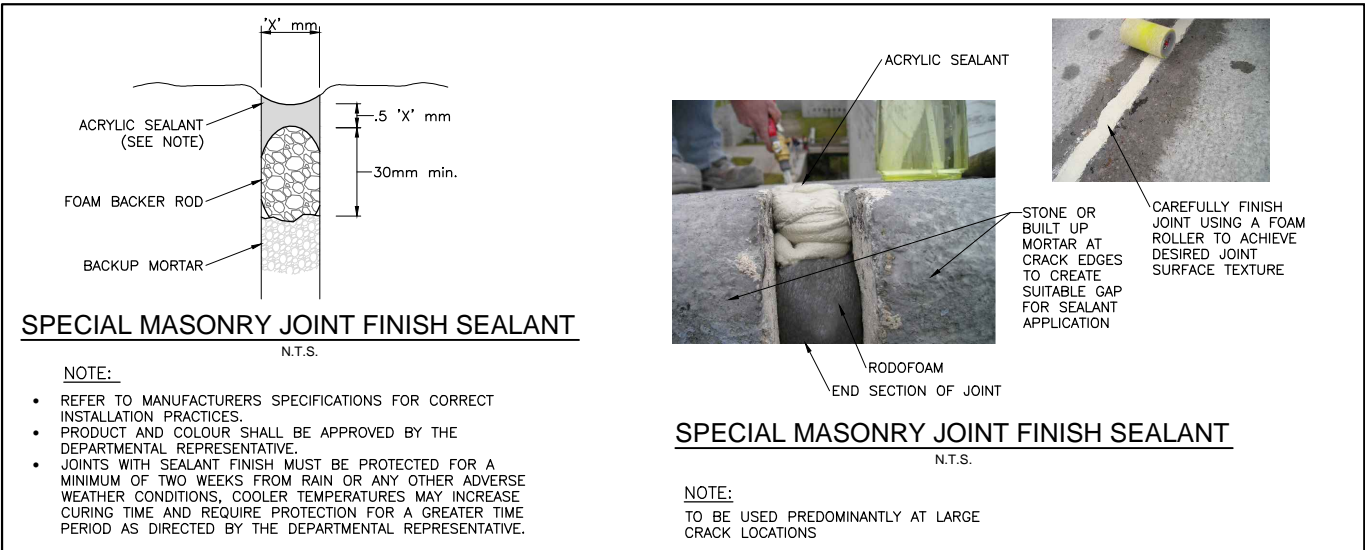 'X' mm
ACRYLIC SEALANT
(SEE NOTE)
.5 'X' mm
30mm min.
FOAM BACKER ROD
BACKUP MORTAR
SPECIAL MASONRY JOINT FINISH SEALANT
N.T.S.
NOTE:
• REFER TO MANUFACTURERS SPECIFICATIONS FOR CORRECT
INSTALLATION PRACTICES.
• PRODUCT AND COLOUR SHALL BE APPROVED BY THE
DEPARTMENTAL REPRESENTATIVE.
• JOINTS WITH SEALANT FINISH MUST BE PROTECTED FOR A
MINIMUM OF TWO WEEKS FROM RAIN OR ANY OTHER ADVERSE
WEATHER CONDITIONS, COOLER TEMPERATURES MAY INCREASE
CURING TIME AND REQUIRE PROTECTION FOR A GREATER TIME
PERIOD AS DIRECTED BY THE DEPARTMENTAL REPRESENTATIVE.
ACRYLIC SEALANT
STONE OR
BUILT UP
MORTAR AT
CRACK EDGES
TO CREATE
SUITABLE GAP
FOR SEALANT
APPLICATION
CAREFULLY FINISH
JOINT USING A FOAM
ROLLER TO ACHIEVE
DESIRED JOINT
SURFACE TEXTURE
RODOFOAM
END SECTION OF JOINT
SPECIAL MASONRY JOINT FINISH SEALANT
N.T.S.
NOTE:
TO BE USED PREDOMINANTLY AT LARGE
CRACK LOCATIONS